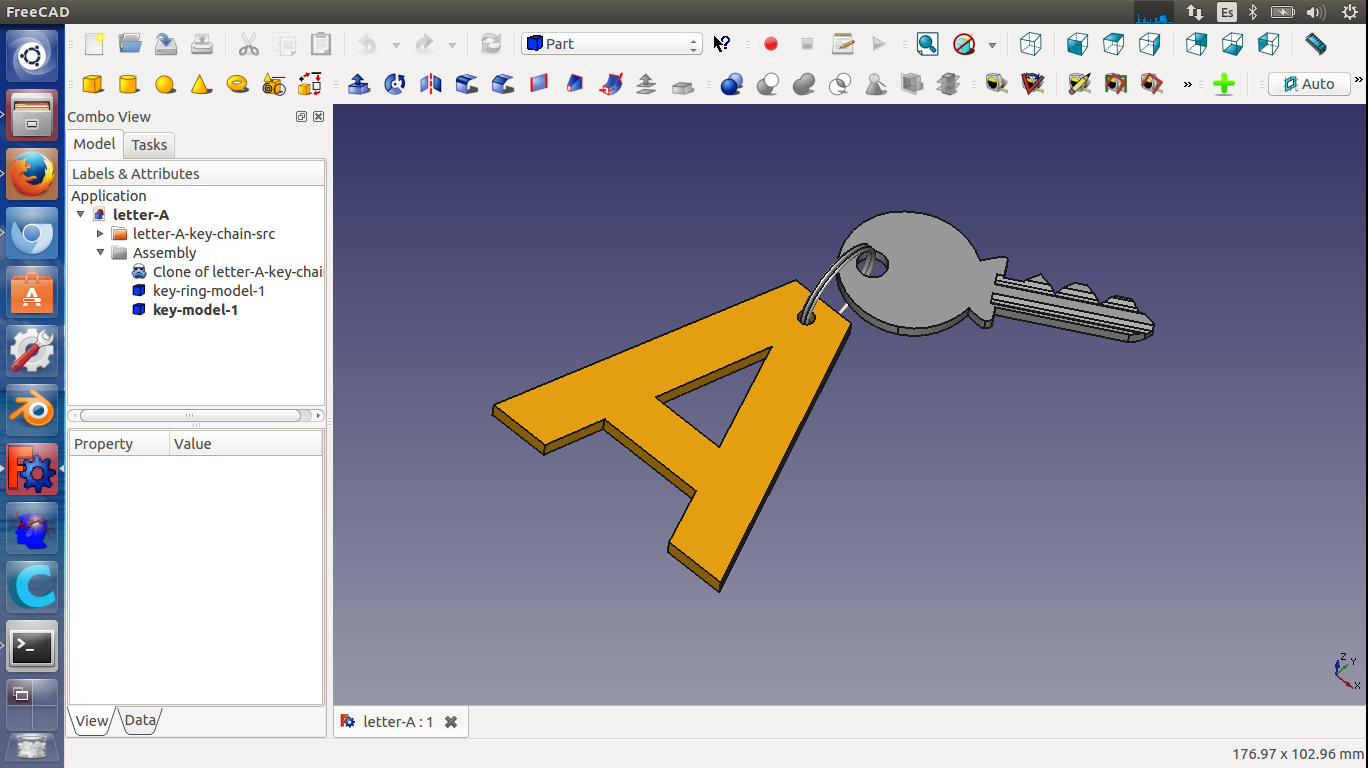 FreeCAD
Es
Part
Auto
Combo View
Model
Tasks
Labels & Attributes
Application
letter-A
letter-A-key-chain-src
Assembly
Clone of letter-A-key-chai
key-ring-model-1
key-model-1
Property
Value
A
Z
Y
X
View
Data
letter-A : 1
176.97 x 102.96 mm